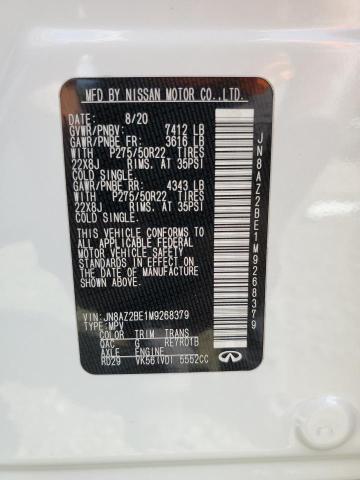 MFD BY NISSAN MOTOR CO.,LTD.
DATE: 8/20
GVWR/PNBV: 7412 LB
GAWR/PNBE FR: 3616 LB
WITH P275/50R22 TIRES
22X8J RIMS. AT 35PSI
COLD SINGLE.
GAWR/PNBE RR: 4343 LB
WITH P275/50R22 TIRES
22X8J RIMS. AT 35PSI
COLD SINGLE.
THIS VEHICLE CONFORMS TO
ALL APPLICABLE FEDERAL
MOTOR VEHICLE SAFETY
STANDARDS IN EFFECT ON THE
DATE OF MANUFACTURE
SHOWN ABOVE.
VIN: JN8AZ2BE1M9268379
TYPE: MPV
COLOR TRIM TRANS
QAC G RE7R01B
AXLE ENGINE
RD29 VK56(VD) 5552CC
JN8AZ2BE1M9268379